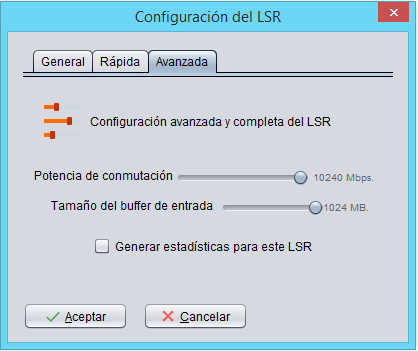 Configuración del LSR
General Rápida Avanzada
Configuración avanzada y completa del LSR
Potencia de conmutación 10240 Mbps.
Tamaño del buffer de entrada 1024 MB.
Generar estadísticas para este LSR
Aceptar Cancelar